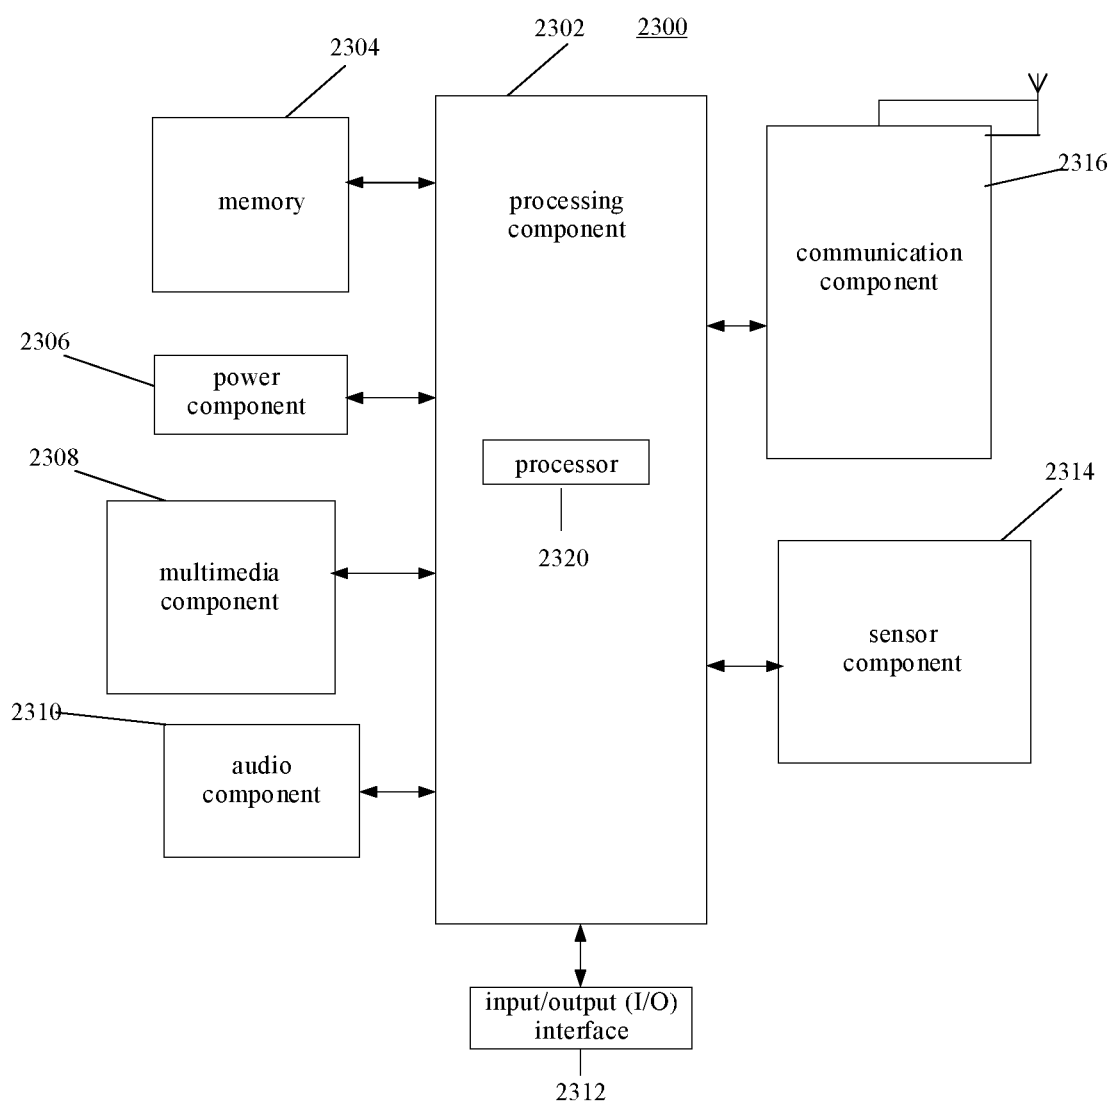 2300
2302
2304
memory
processing
component
2316
communication
component
2306
power
component
2308
processor
2320
2314
multimedia
component
sensor
component
2310
audio
component
input/output (I/O)
interface
2312